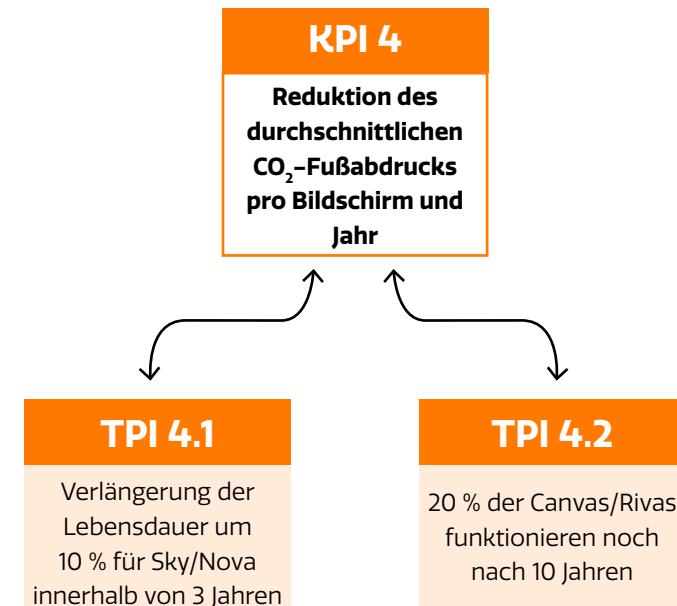 KPI 4
Reduktion des
durchschnittlichen
CO₂-Fußabdrucks
pro Bildschirm und
Jahr
TPI 4.1
Verlängerung der
Lebensdauer um
10 % für Sky/Nova
innerhalb von 3 Jahren
TPI 4.2
20 % der Canvas/Rivas
funktionieren noch
nach 10 Jahren